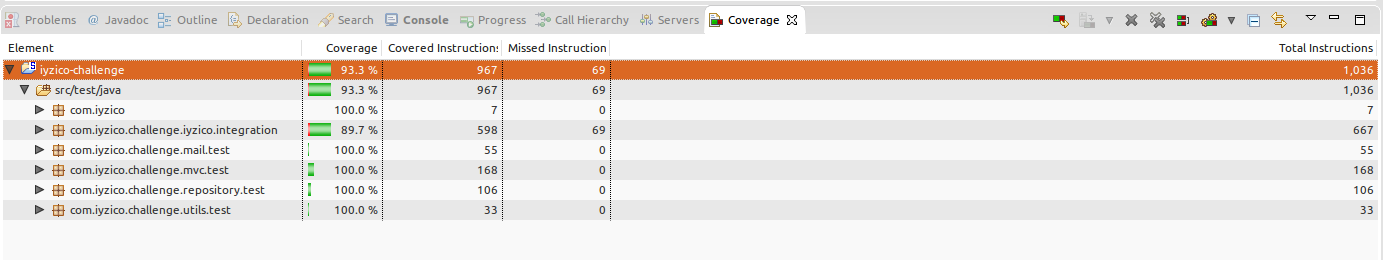 Problems @ Javadoc Outline Declaration Search Console Progress Call Hierarchy Servers Coverage
Element Coverage Covered Instructions Missed Instruction Total Instructions
iyzico-challenge 93.3 % 967 69 1,036
src/test/java 93.3 % 967 69 1,036
com.iyzico 100.0 % 7 0 7
com.iyzico.challenge.iyzico.integration 89.7 % 598 69 667
com.iyzico.challenge.mail.test 100.0 % 55 0 55
com.iyzico.challenge.mvc.test 100.0 % 168 0 168
com.iyzico.challenge.repository.test 100.0 % 106 0 106
com.iyzico.challenge.utils.test 100.0 % 33 0 33